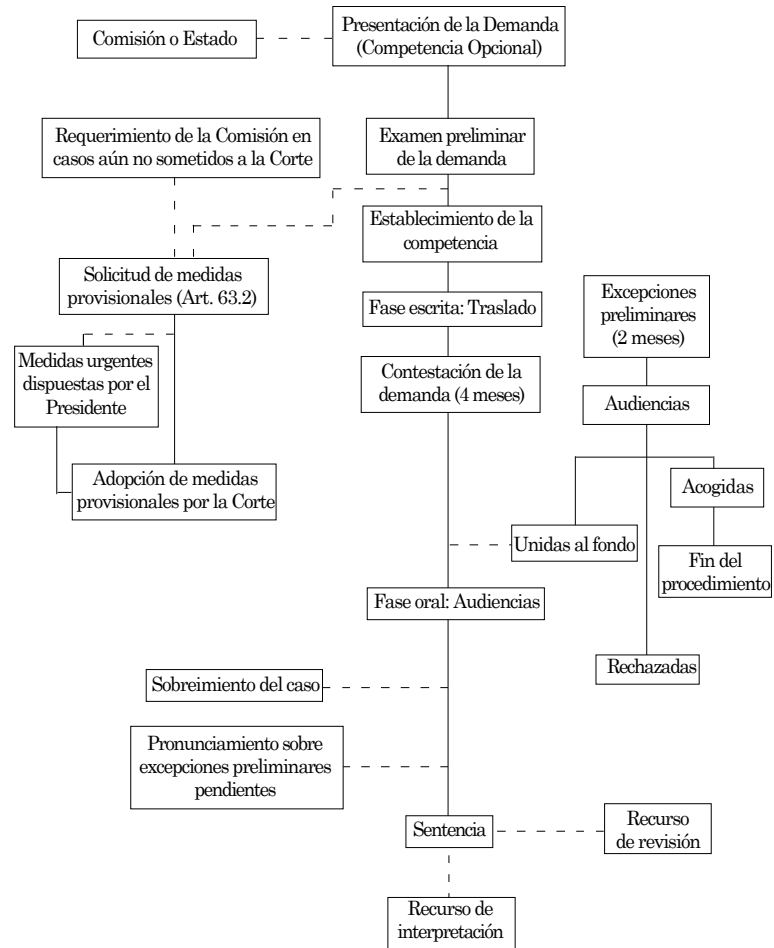 Presentación de la Demanda
(Competencia Opcional)
Comisión o Estado
Requerimiento de la Comisión en
casos aún no sometidos a la Corte
Examen preliminar
de la demanda
Establecimiento de la
competencia
Solicitud de medidas
provisionales (Art. 63.2)
Fase escrita: Traslado
Excepciones
preliminares
(2 meses)
Medidas urgentes
dispuestas por el
Presidente
Contestación de la
demanda (4 meses)
Audiencias
Adopción de medidas
provisionales por la Corte
Acogidas
Unidas al fondo
Fin del
procedimiento
Fase oral: Audiencias
Rechazadas
Sobreimiento del caso
Pronunciamiento sobre
excepciones preliminares
pendientes
Sentencia
Recurso
de revisión
Recurso de
interpretación